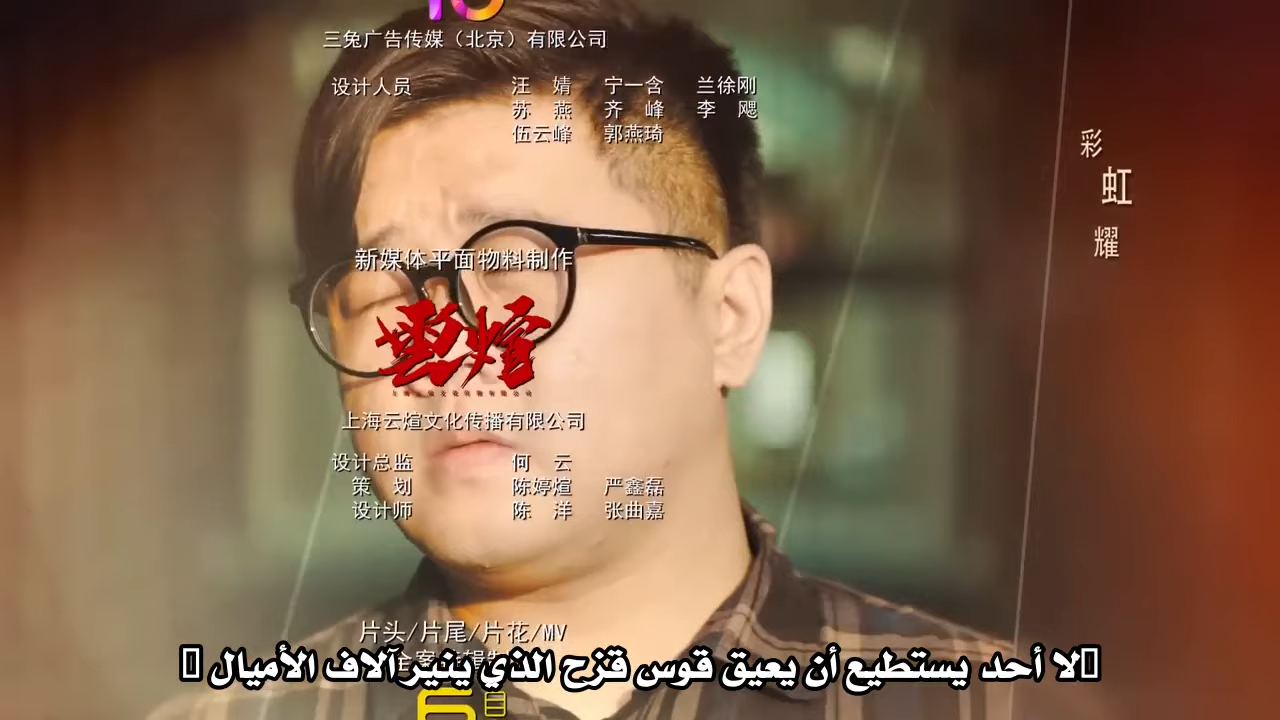 三兔广告传媒（北京）有限公司
设计人员 汪 婧 宁一含 兰徐刚
苏 燕 齐 峰 李 飔
伍云峰 郭燕琦
彩
虹
耀
新媒体平面物料制作
雲煊
上海云煊文化传播有限公司
设计总监 何 云
策 划 陈婷煊 严鑫磊
设计师 陈 洋 张曲嘉
片头/片尾/片花/MV
لا أحد يستطيع أن يعيق قوس قزح الذي ينير آلاف الأميال